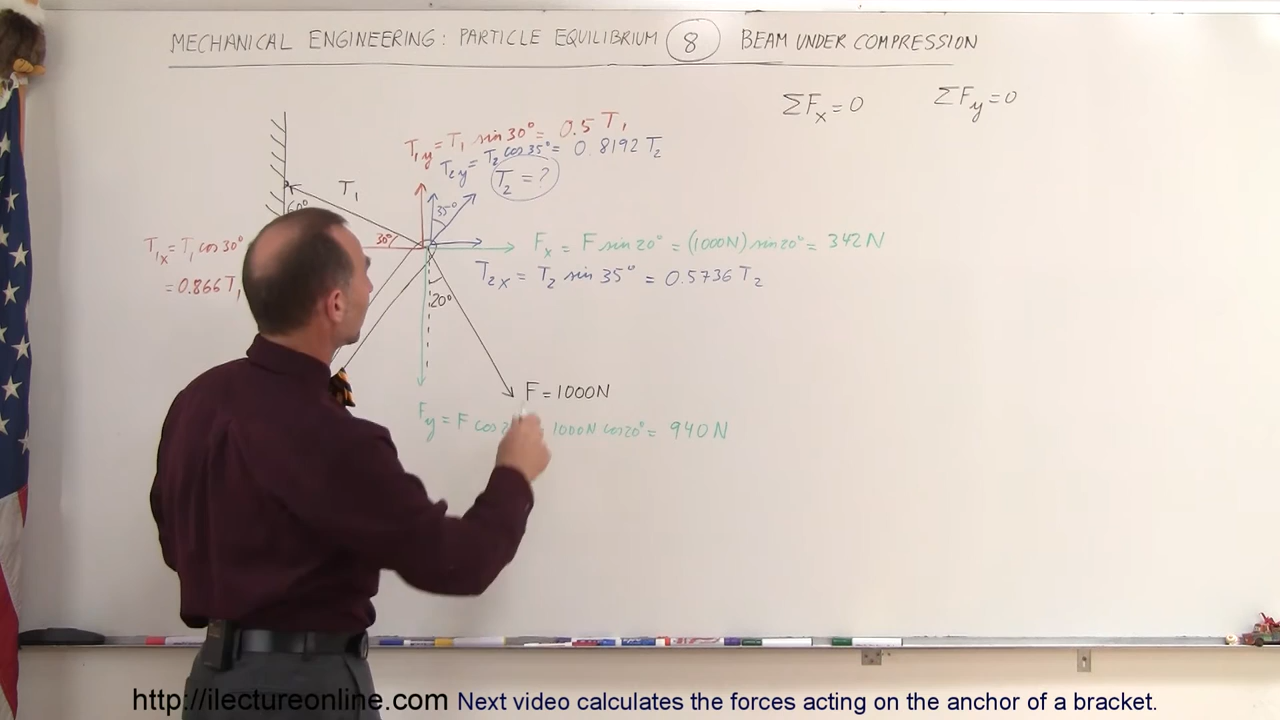 MECHANICAL ENGINEERING: PARTICLE EQUILIBRIUM 8 BEAM UNDER COMPRESSION
ΣFx = 0 ΣFy = 0
T1y = T1 sin 30° = 0.5 T1
T2y = T2 cos 35° = 0.8192 T2
T2 = ?
T1
60°
35°
30°
T1x = T1 cos 30°
= 0.866 T1
Fx = F sin 20° = (1000N) sin 20° = 342 N
T2x = T2 sin 35° = 0.5736 T2
20°
F = 1000N
Fy = F cos 1000N cos 20° = 940 N
http://ilectureonline.com Next video calculates the forces acting on the anchor of a bracket.